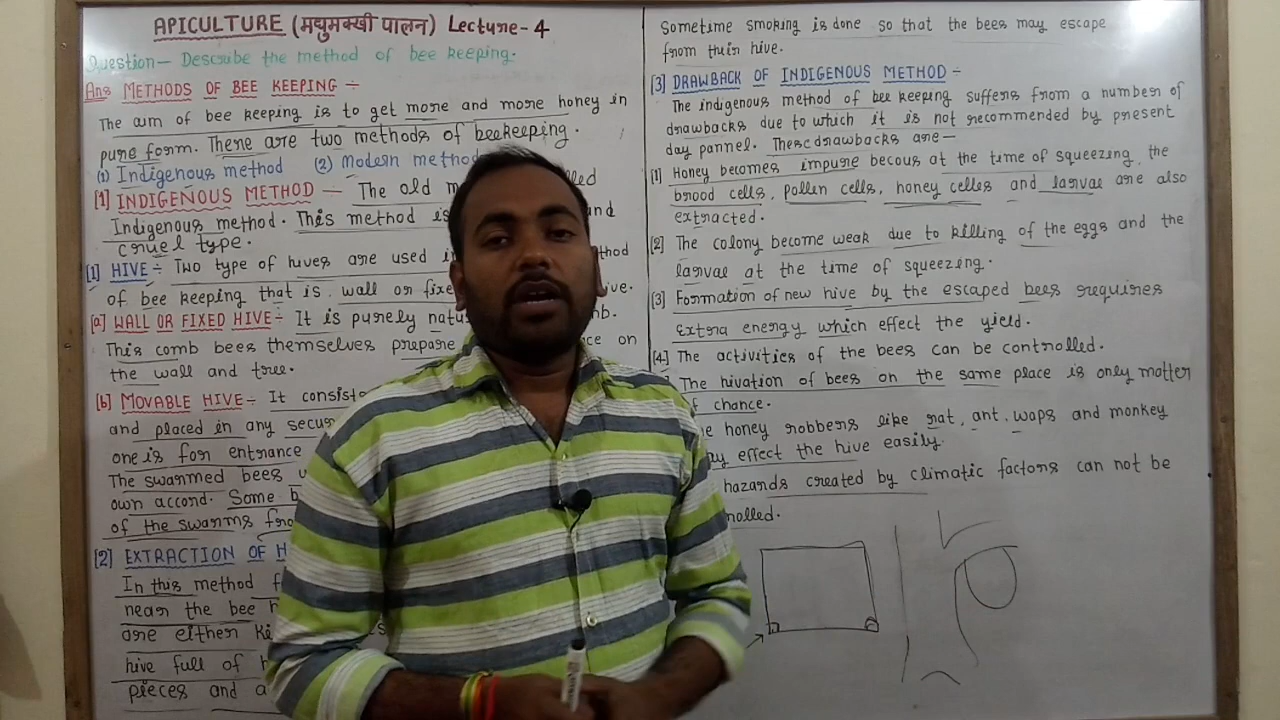 APICULTURE (मधुमक्खी पालन) Lecture-4
Question— Describe the method of bee keeping.
Ans METHODS OF BEE KEEPING ÷
The aim of bee keeping is to get more and more honey in
pure form. There are two methods of beekeeping.
(1) Indigenous method (2) Modern method
[1] INDIGENOUS METHOD — The old
Indigenous method. This method is and
cruel type.
[1] HIVE ÷ Two type of hives are used
of bee keeping that is, wall or fixed
[a] WALL OR FIXED HIVE ÷ It is purely
This comb bees themselves prepare on
the wall and tree.
[b] MOVABLE HIVE ÷ It
and placed in any
one is for entrance
The swarmed bees
own accord. Some
of the swarms
[2] EXTRACTION OF
In this method
near the bee
are either
hive full of
pieces and
Sometime smoking is done so that the bees may escape
from their hive.
[3] DRAWBACK OF INDIGENOUS METHOD ÷
The indigenous method of bee keeping suffers from a number of
drawbacks due to which it is not recommended by present
day pannel. These drawbacks are—
[1] Honey becomes impure becous at the time of squeezing, the
brood cells, pollen cells, honey celles and larvae are also
extracted.
[2] The colony become weak due to killing of the eggs and the
larvae at the time of squeezing.
[3] Formation of new hive by the escaped bees requires
Extra energy which effect the yield.
[4] The activities of the bees can be controlled.
The hivation of bees on the same place is only matter
chance.
honey robbers like rat, ant, wops and monkey
effect the hive easily.
hazards created by climatic factors can not be